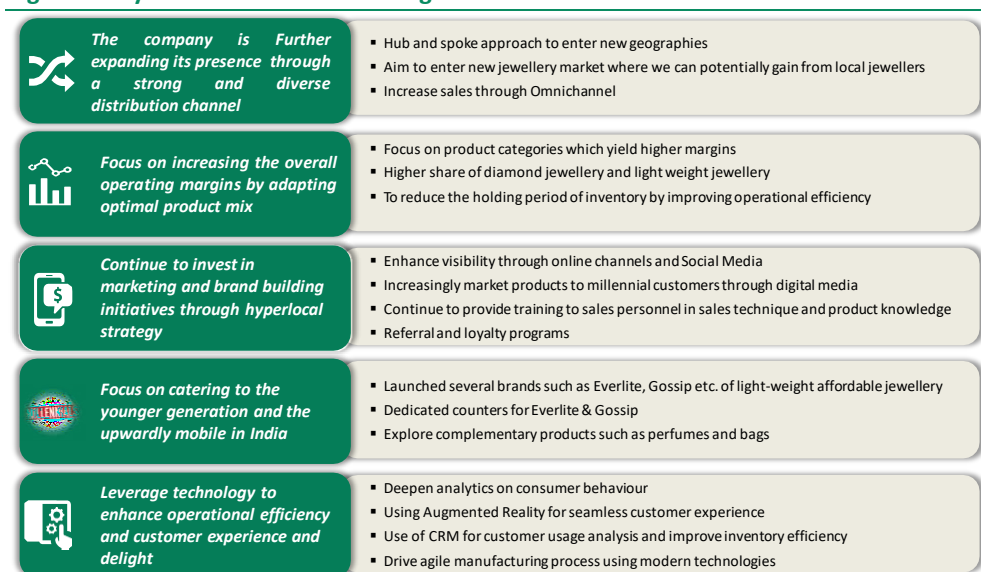 The company is Further
expanding its presence through
a strong and diverse
distribution channel
▪ Hub and spoke approach to enter new geographies
▪ Aim to enter new jewellery market where we can potentially gain from local jewellers
▪ Increase sales through Omnichannel
Focus on increasing the overall
operating margins by adapting
optimal product mix
▪ Focus on product categories which yield higher margins
▪ Higher share of diamond jewellery and light weight jewellery
▪ To reduce the holding period of inventory by improving operational efficiency
$
Continue to invest in
marketing and brand building
initiatives through hyperlocal
strategy
▪ Enhance visibility through online channels and Social Media
▪ Increasingly market products to millennial customers through digital media
▪ Continue to provide training to sales personnel in sales technique and product knowledge
▪ Referral and loyalty programs
Focus on catering to the
younger generation and the
upwardly mobile in India
▪ Launched several brands such as Everlite, Gossip etc. of light-weight affordable jewellery
▪ Dedicated counters for Everlite & Gossip
▪ Explore complementary products such as perfumes and bags
Leverage technology to
enhance operational efficiency
and customer experience and
delight
▪ Deepen analytics on consumer behaviour
▪ Using Augmented Reality for seamless customer experience
▪ Use of CRM for customer usage analysis and improve inventory efficiency
▪ Drive agile manufacturing process using modern technologies